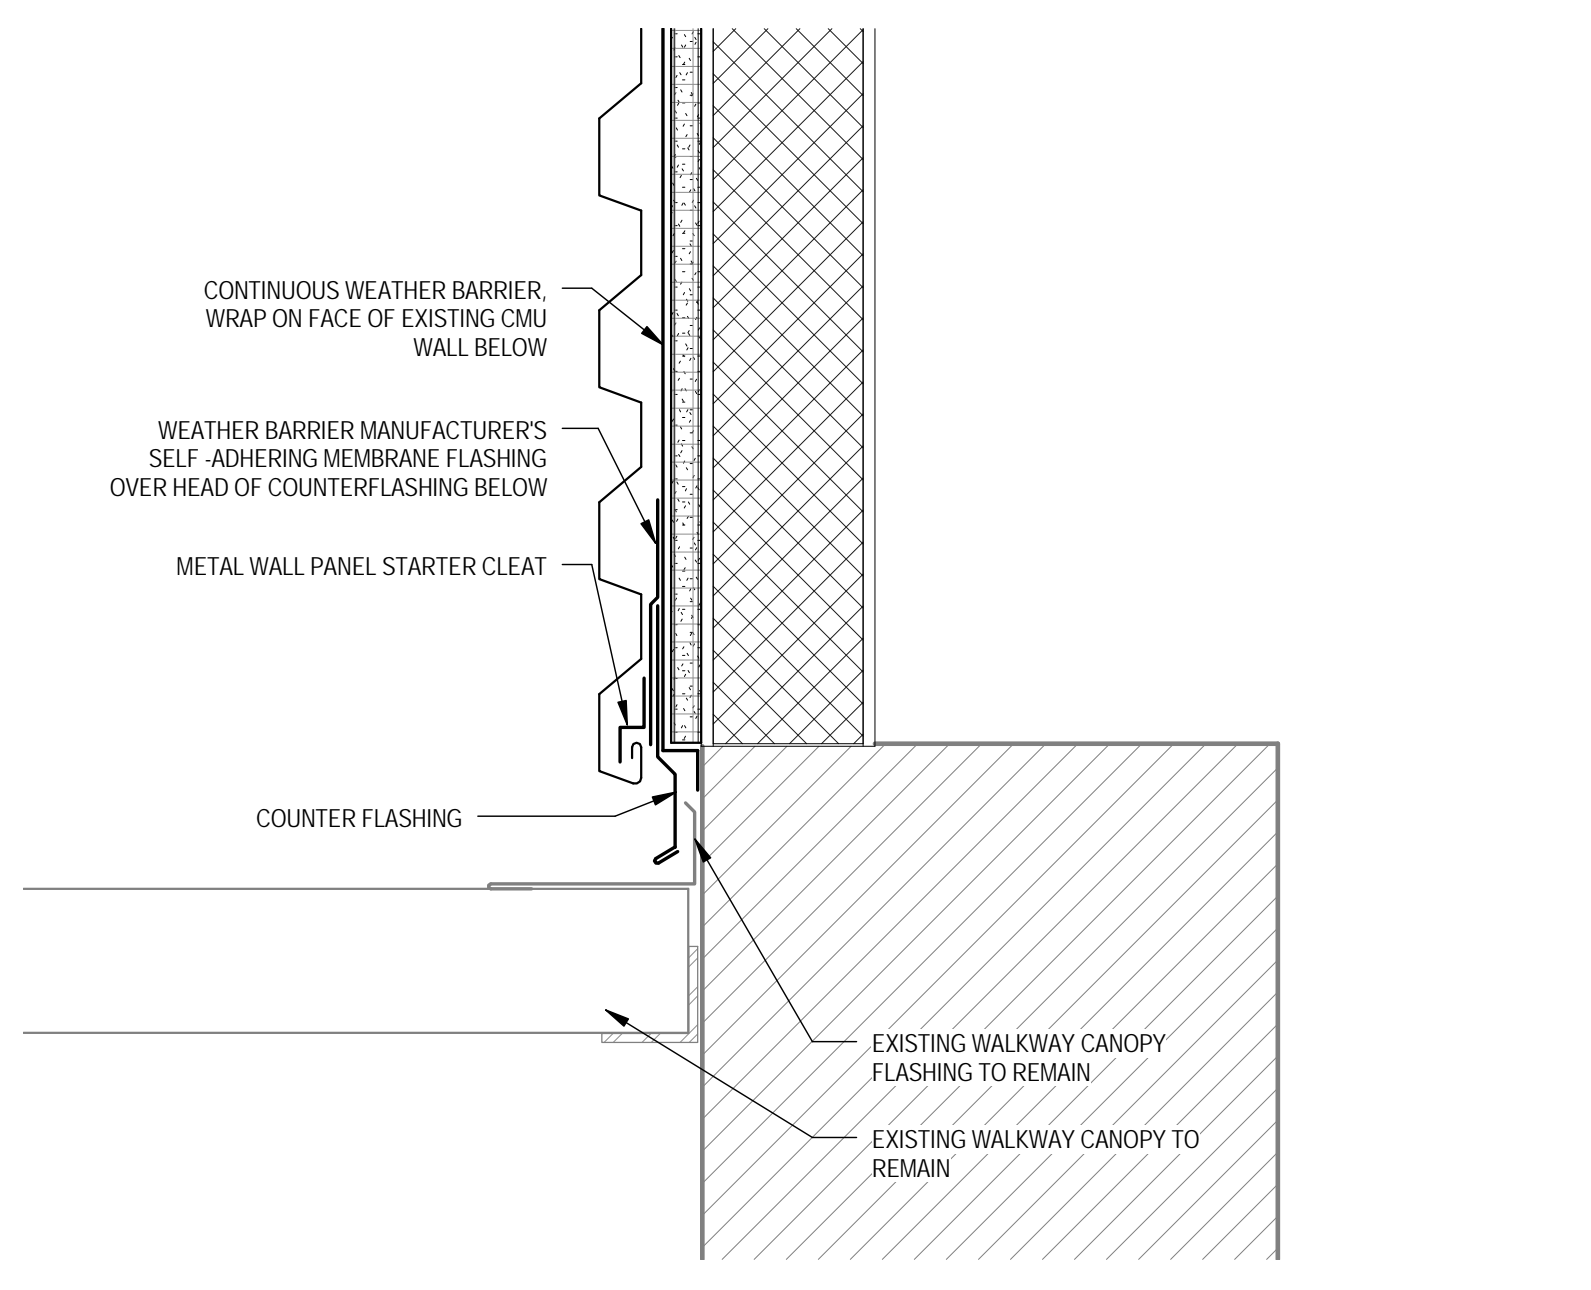 CONTINUOUS WEATHER BARRIER,
WRAP ON FACE OF EXISTING CMU
WALL BELOW
WEATHER BARRIER MANUFACTURER'S
SELF -ADHERING MEMBRANE FLASHING
OVER HEAD OF COUNTERFLASHING BELOW
METAL WALL PANEL STARTER CLEAT
COUNTER FLASHING
EXISTING WALKWAY CANOPY
FLASHING TO REMAIN
EXISTING WALKWAY CANOPY TO
REMAIN